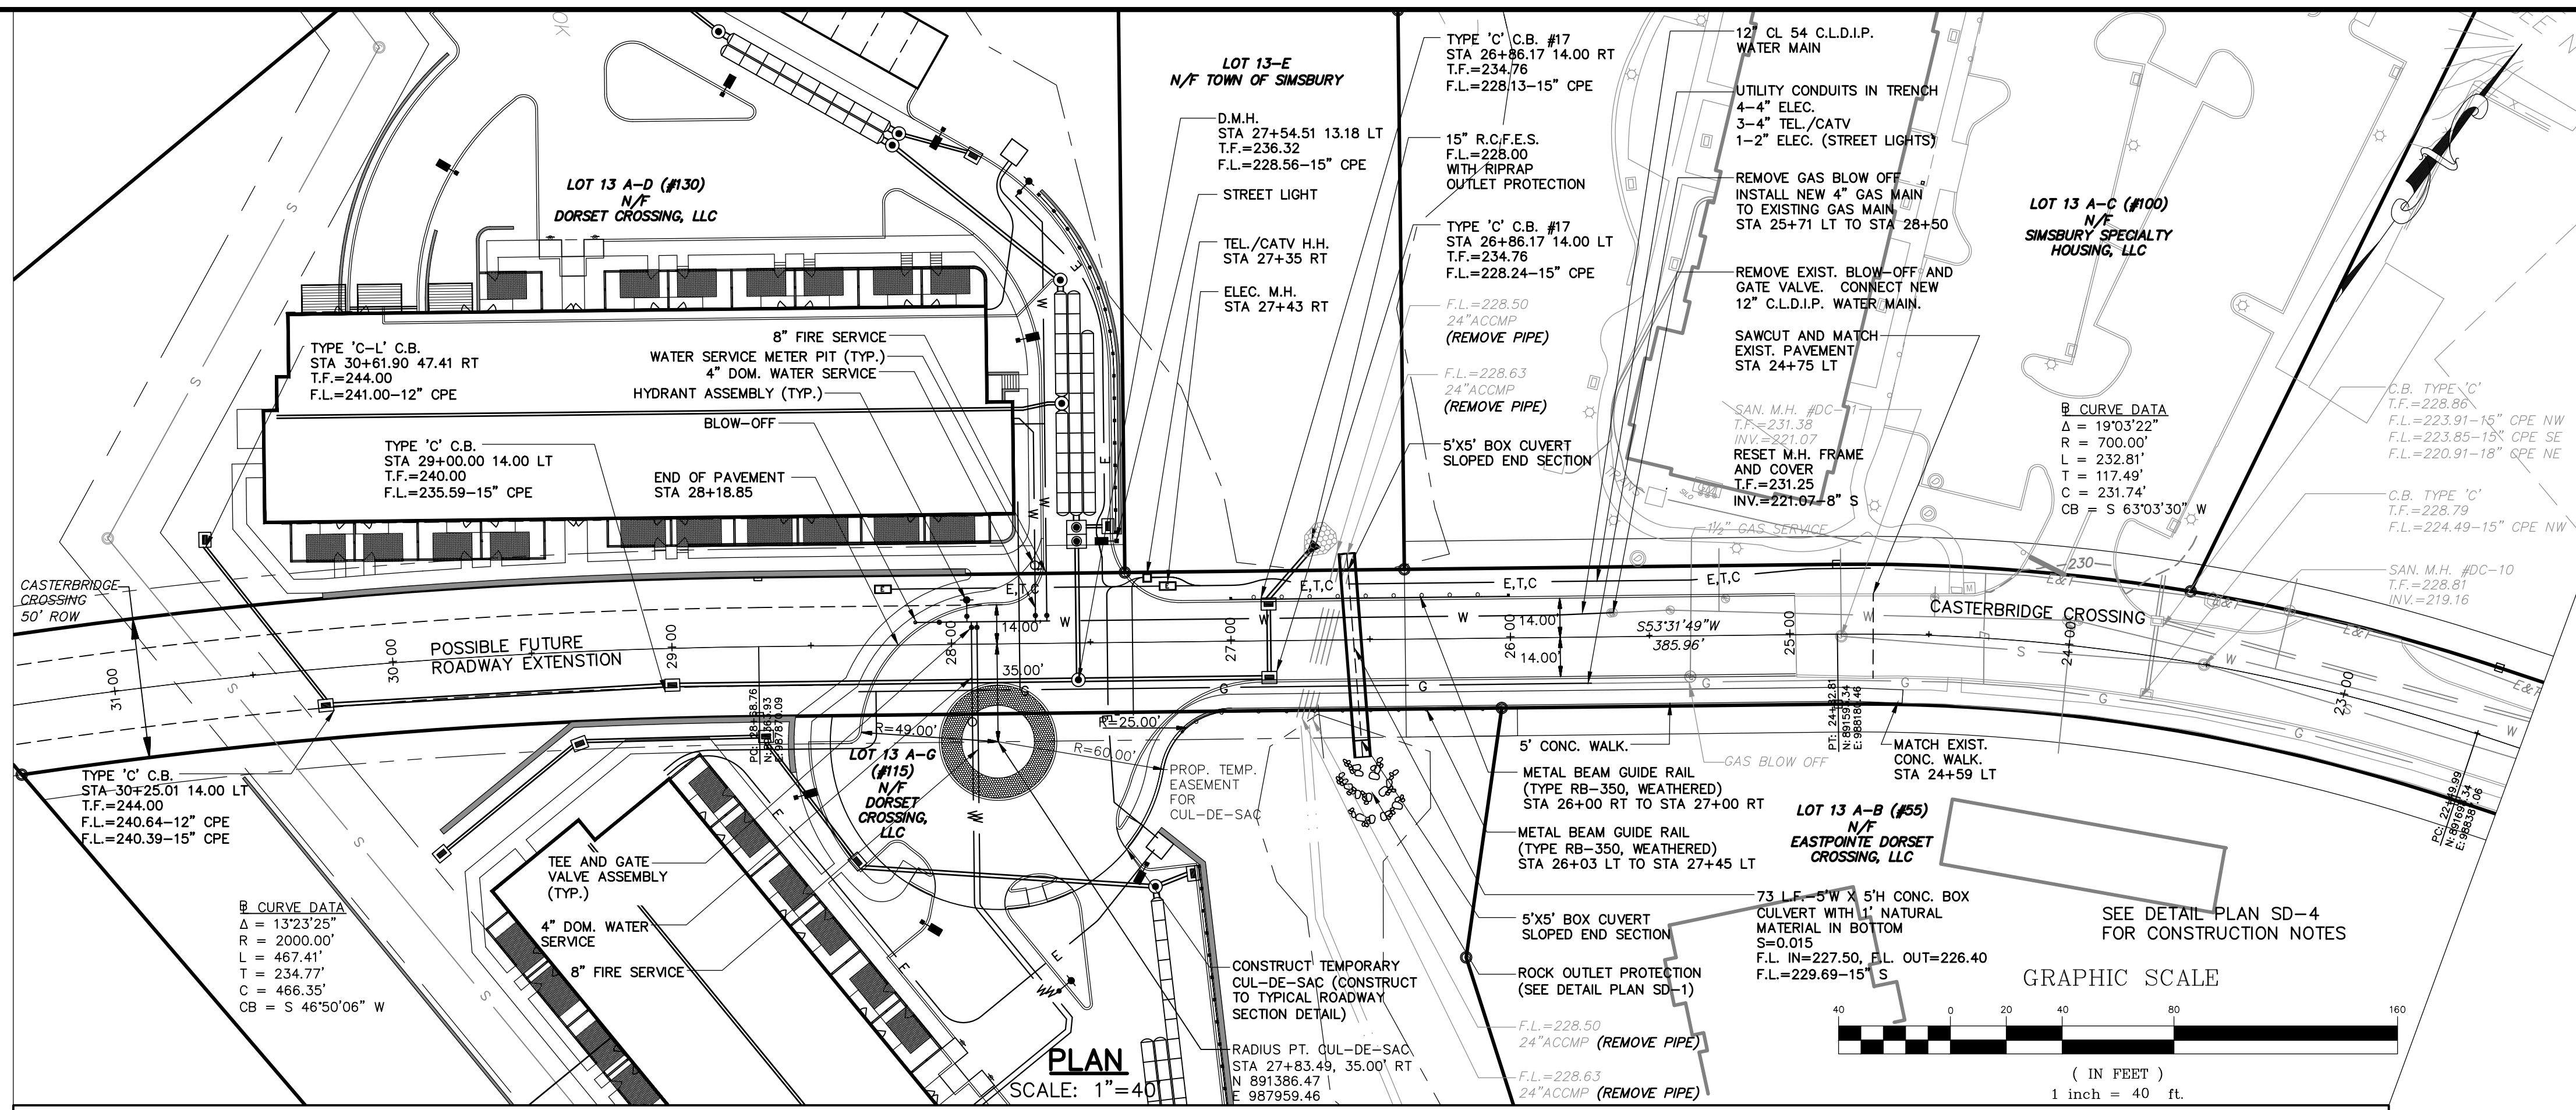 LOT 13-E
N/F TOWN OF SIMSBURY
D.M.H.
STA 27+54.51 13.18 LT
T.F.=236.32
F.L.=228.56-15" CPE
STREET LIGHT
TEL./CATV H.H.
STA 27+35 RT
ELEC. M.H.
STA 27+43 RT
TYPE 'C' C.B. #17
STA 26+86.17 14.00 RT
T.F.=234.76
F.L.=228.13-15" CPE
15" R.C.F.E.S.
F.L.=228.00
WITH RIPRAP
OUTLET PROTECTION
TYPE 'C' C.B. #17
STA 26+86.17 14.00 LT
T.F.=234.76
F.L.=228.24-15" CPE
F.L.=228.50
24"ACCMP
(REMOVE PIPE)
F.L.=228.63
24"ACCMP
(REMOVE PIPE)
5'X5' BOX CUVERT
SLOPED END SECTION
12" CL 54 C.L.D.I.P.
WATER MAIN
UTILITY CONDUITS IN TRENCH
4-4" ELEC.
3-4" TEL./CATV
1-2" ELEC. (STREET LIGHTS)
REMOVE GAS BLOW OFF
INSTALL NEW 4" GAS MAIN
TO EXISTING GAS MAIN
STA 25+71 LT TO STA 28+50
REMOVE EXIST. BLOW-OFF AND
GATE VALVE. CONNECT NEW
12" C.L.D.I.P. WATER MAIN.
SAWCUT AND MATCH
EXIST. PAVEMENT
STA 24+75 LT
T.F.=231.38
INV.=221.07
RESET M.H. FRAME
AND COVER
T.F.=231.25
INV.=221.07-8" S
1½" GAS SERVICE
TRANS
LOT 13 A-C (#100)
N/F
SIMSBURY SPECIALTY
HOUSING, LLC
℄ CURVE DATA
Δ = 19°03'22"
R = 700.00'
L = 232.81'
T = 117.49'
C = 231.74'
CB = S 63°03'30" W
C.B. TYPE 'C'
T.F.=228.86
F.L.=223.91-15" CPE NW
F.L.=223.85-15" CPE SE
F.L.=220.91-18" CPE NE
C.B. TYPE 'C'
T.F.=228.79
F.L.=224.49-15" CPE NW
SAN. M.H. #DC-10
T.F.=228.81
INV.=219.16
LOT 13 A-D (#130)
N/F
DORSET CROSSING, LLC
TYPE 'C-L' C.B.
STA 30+61.90 47.41 RT
T.F.=244.00
F.L.=241.00-12" CPE
TYPE 'C' C.B.
STA 29+00.00 14.00 LT
T.F.=240.00
F.L.=235.59-15" CPE
8" FIRE SERVICE
WATER SERVICE METER PIT (TYP.)
4" DOM. WATER SERVICE
HYDRANT ASSEMBLY (TYP.)
BLOW-OFF
END OF PAVEMENT
STA 28+18.85
CASTERBRIDGE
CROSSING
50' ROW
POSSIBLE FUTURE
ROADWAY EXTENSTION
31+00
30+00
29+00
28+00
27+00
26+00
25+00
24+00
23+00
E,T,C
E,T,C
E,T,C
E,T,C
230
E&T
E&T
E&T
E&T
14.00'
35.00'
14.00'
14.00'
S53°31'49"W
385.96'
CASTERBRIDGE CROSSING
PC: 28+68.76
E: 987870.09
PT: 24+82.81
E: 988180.46
PC: 22+49.99
R=49.00'
R=25.00'
R=60.00'
LOT 13 A-G
(#115)
N/F
DORSET
CROSSING,
LLC
PROP. TEMP.
EASEMENT
FOR
CUL-DE-SAC
TYPE 'C' C.B.
STA 30+25.01 14.00 LT
T.F.=244.00
F.L.=240.64-12" CPE
F.L.=240.39-15" CPE
℄ CURVE DATA
Δ = 13°23'25"
R = 2000.00'
L = 467.41'
T = 234.77'
C = 466.35'
CB = S 46°50'06" W
TEE AND GATE
VALVE ASSEMBLY
(TYP.)
4" DOM. WATER
SERVICE
8" FIRE SERVICE
CONSTRUCT TEMPORARY
CUL-DE-SAC (CONSTRUCT
TO TYPICAL ROADWAY
SECTION DETAIL)
RADIUS PT. CUL-DE-SAC
STA 27+83.49, 35.00' RT
N 891386.47
E 987959.46
5' CONC. WALK.
METAL BEAM GUIDE RAIL
(TYPE RB-350, WEATHERED)
STA 26+00 RT TO STA 27+00 RT
METAL BEAM GUIDE RAIL
(TYPE RB-350, WEATHERED)
STA 26+03 LT TO STA 27+45 LT
5'X5' BOX CUVERT
SLOPED END SECTION
ROCK OUTLET PROTECTION
(SEE DETAIL PLAN SD-1)
F.L.=228.50
24"ACCMP (REMOVE PIPE)
F.L.=228.63
24"ACCMP (REMOVE PIPE)
GAS BLOW OFF
MATCH EXIST.
CONC. WALK.
STA 24+59 LT
LOT 13 A-B (#55)
N/F
EASTPOINTE DORSET
CROSSING, LLC
73 L.F.-5'W X 5'H CONC. BOX
CULVERT WITH 1' NATURAL
MATERIAL IN BOTTOM
S=0.015
F.L. IN=227.50, F.L. OUT=226.40
F.L.=229.69-15" S
SEE DETAIL PLAN SD-4
FOR CONSTRUCTION NOTES
GRAPHIC SCALE
40 0 20 40 80 160
( IN FEET )
1 inch = 40 ft.
PLAN
SCALE: 1"=40